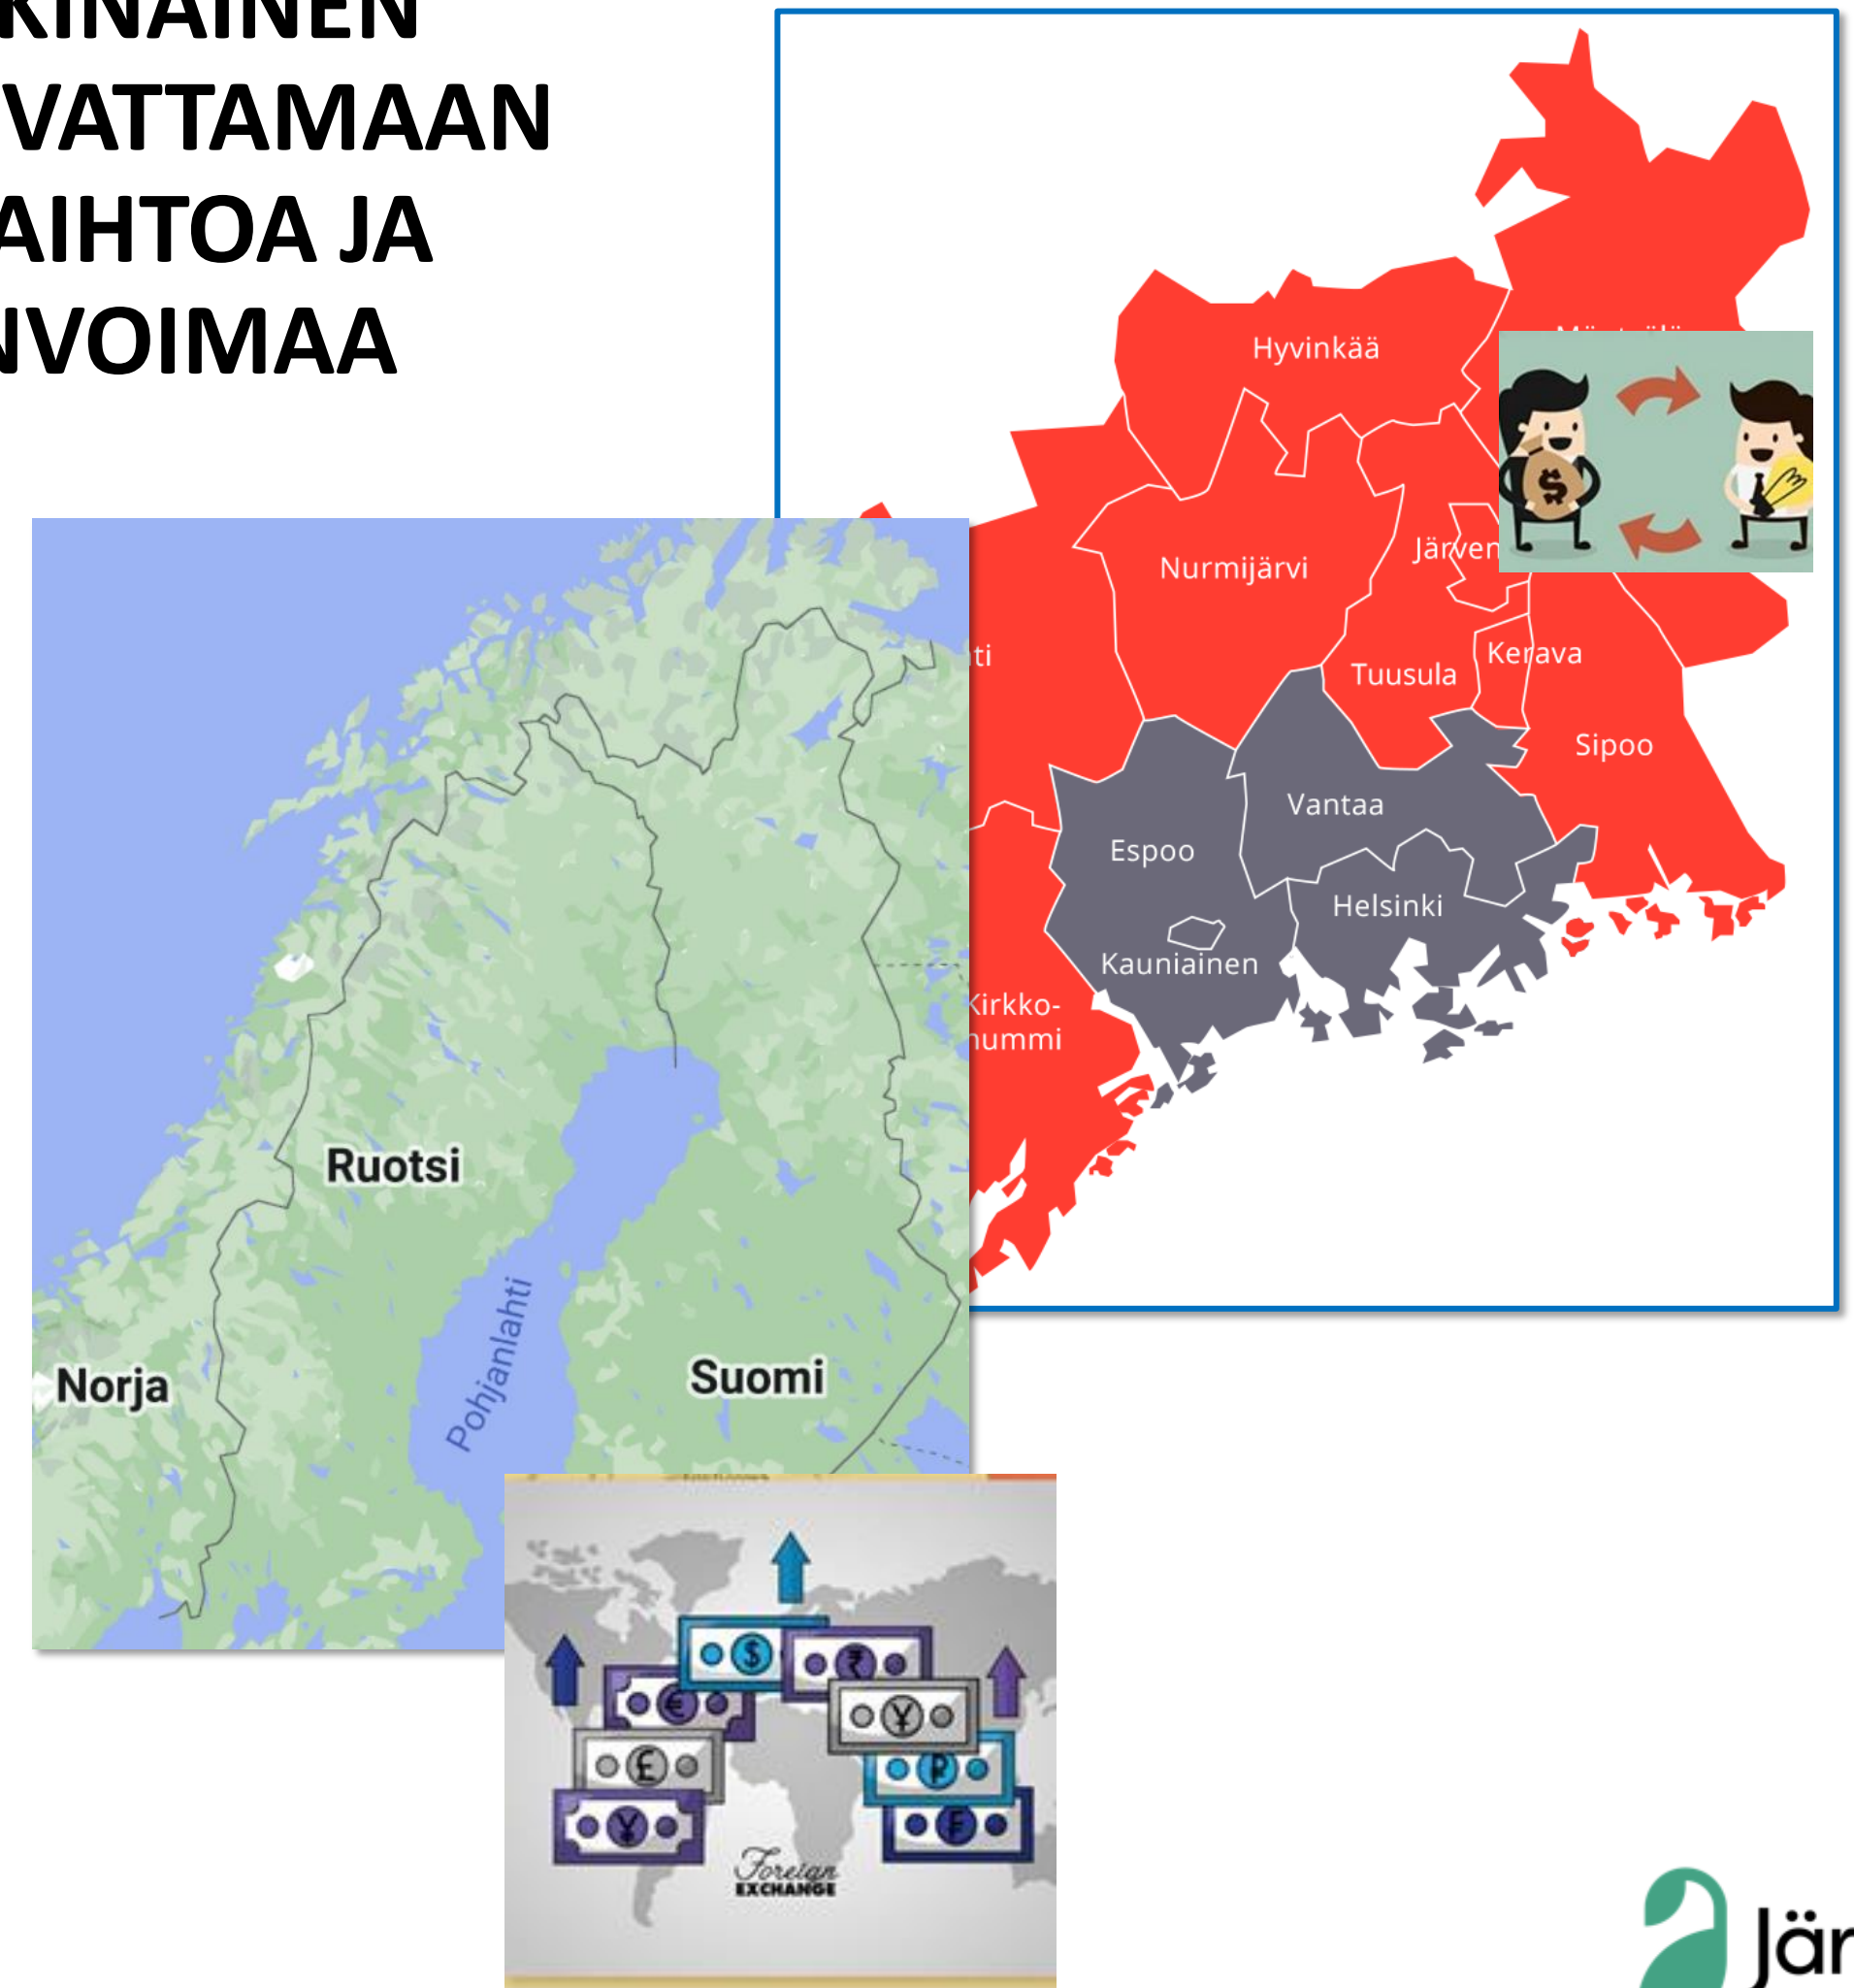 KINAINEN
VATTAMAAN
AIHTOA JA
NVOIMAA
Hyvinkää
Nurmijärvi
Järven
ti
Tuusula
Kerava
Sipoo
Vantaa
Espoo
Helsinki
Kauniainen
Kirkko-
nummi
Ruotsi
Norja
Pohjanlahti
Suomi
$
$
₹
€
¥
£
₽
¥
₣
Foreign
EXCHANGE
Jär